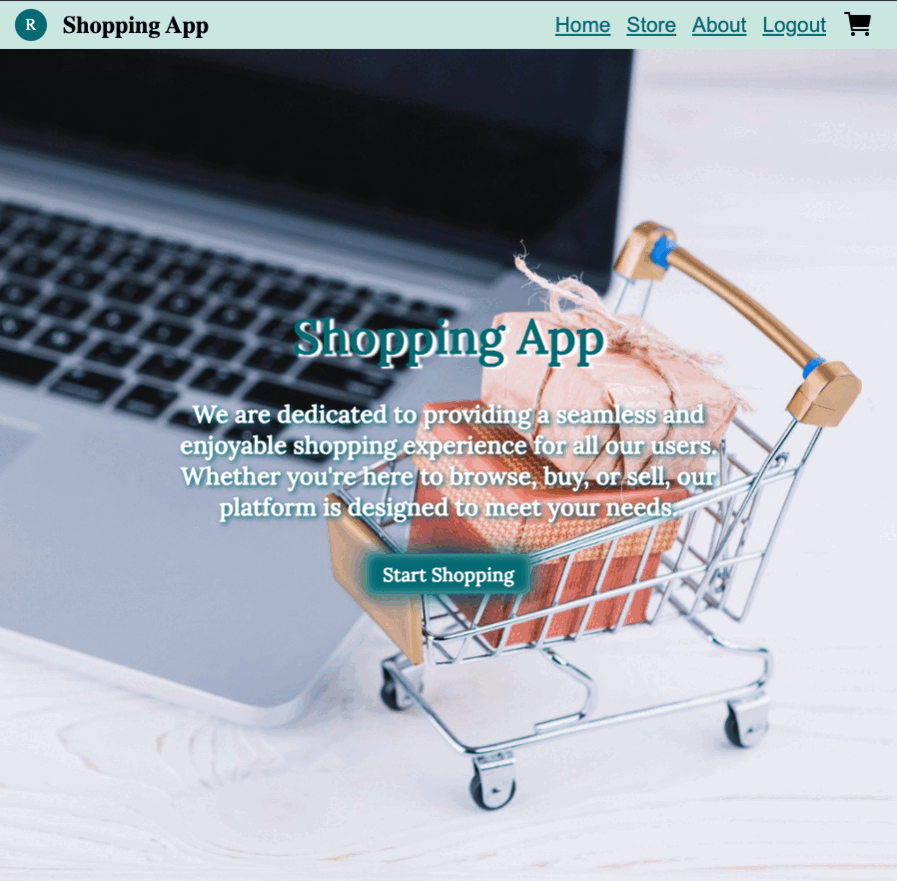 R
Shopping App
Home Store About Logout
Shopping App
We are dedicated to providing a seamless and
enjoyable shopping experience for all our users.
Whether you're here to browse, buy, or sell, our
platform is designed to meet your needs.
Start Shopping